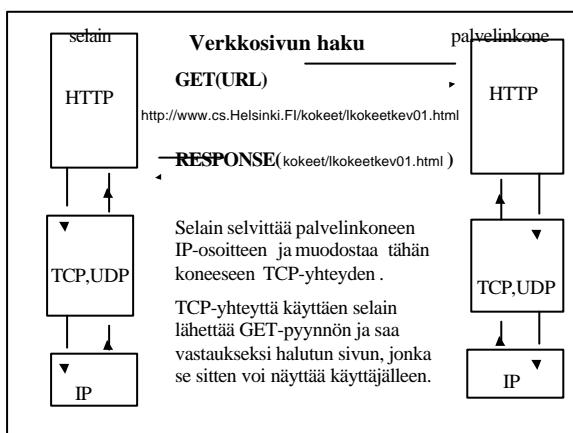 selain
Verkkosivun haku
palvelinkone
GET(URL)
HTTP
HTTP
http://www.cs.Helsinki.FI/kokeet/lkokeetkev01.html
RESPONSE( kokeet/lkokeetkev01.html )
Selain selvittää palvelinkoneen
IP-osoitteen ja muodostaa tähän
koneeseen TCP-yhteyden .
TCP,UDP
TCP,UDP
TCP-yhteyttä käyttäen selain
lähettää GET-pyynnön ja saa
vastaukseksi halutun sivun, jonka
se sitten voi näyttää käyttäjälleen.
IP
IP